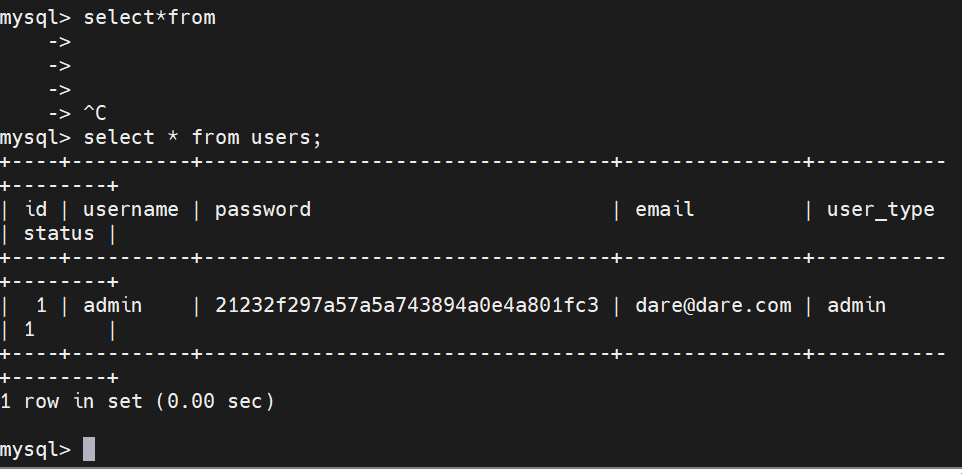 mysql> select*from
    ->
    ->
    ->
    -> ^C
mysql> select * from users;
+----+----------+----------------------------------+---------------+-----------
+--------+
| id | username | password                         | email         | user_type
| status |
+----+----------+----------------------------------+---------------+-----------
+--------+
|  1 | admin    | 21232f297a57a5a743894a0e4a801fc3 | dare@dare.com | admin
| 1      |
+----+----------+----------------------------------+---------------+-----------
+--------+
1 row in set (0.00 sec)
mysql>